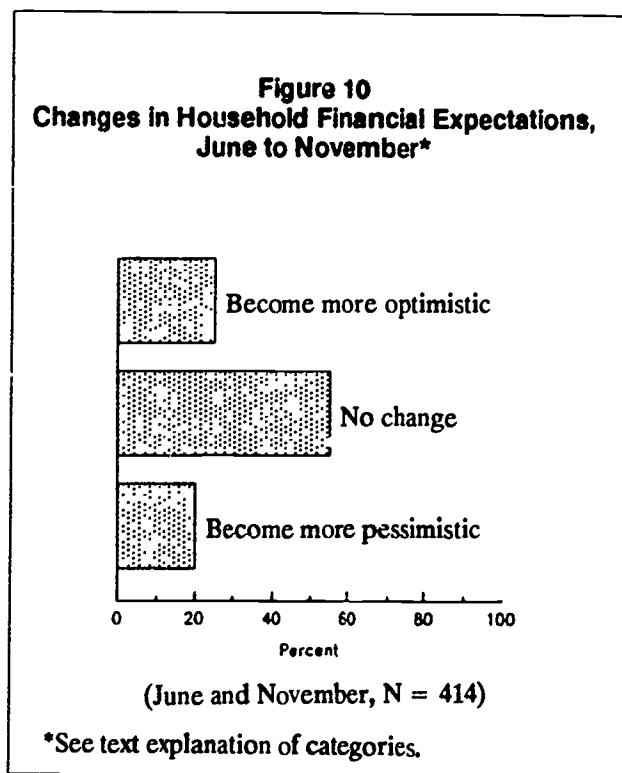 Figure 10
Changes in Household Financial Expectations,
June to November*
Become more optimistic
No change
Become more pessimistic
0 20 40 60 80 100
Percent
(June and November, N = 414)
*See text explanation of categories.